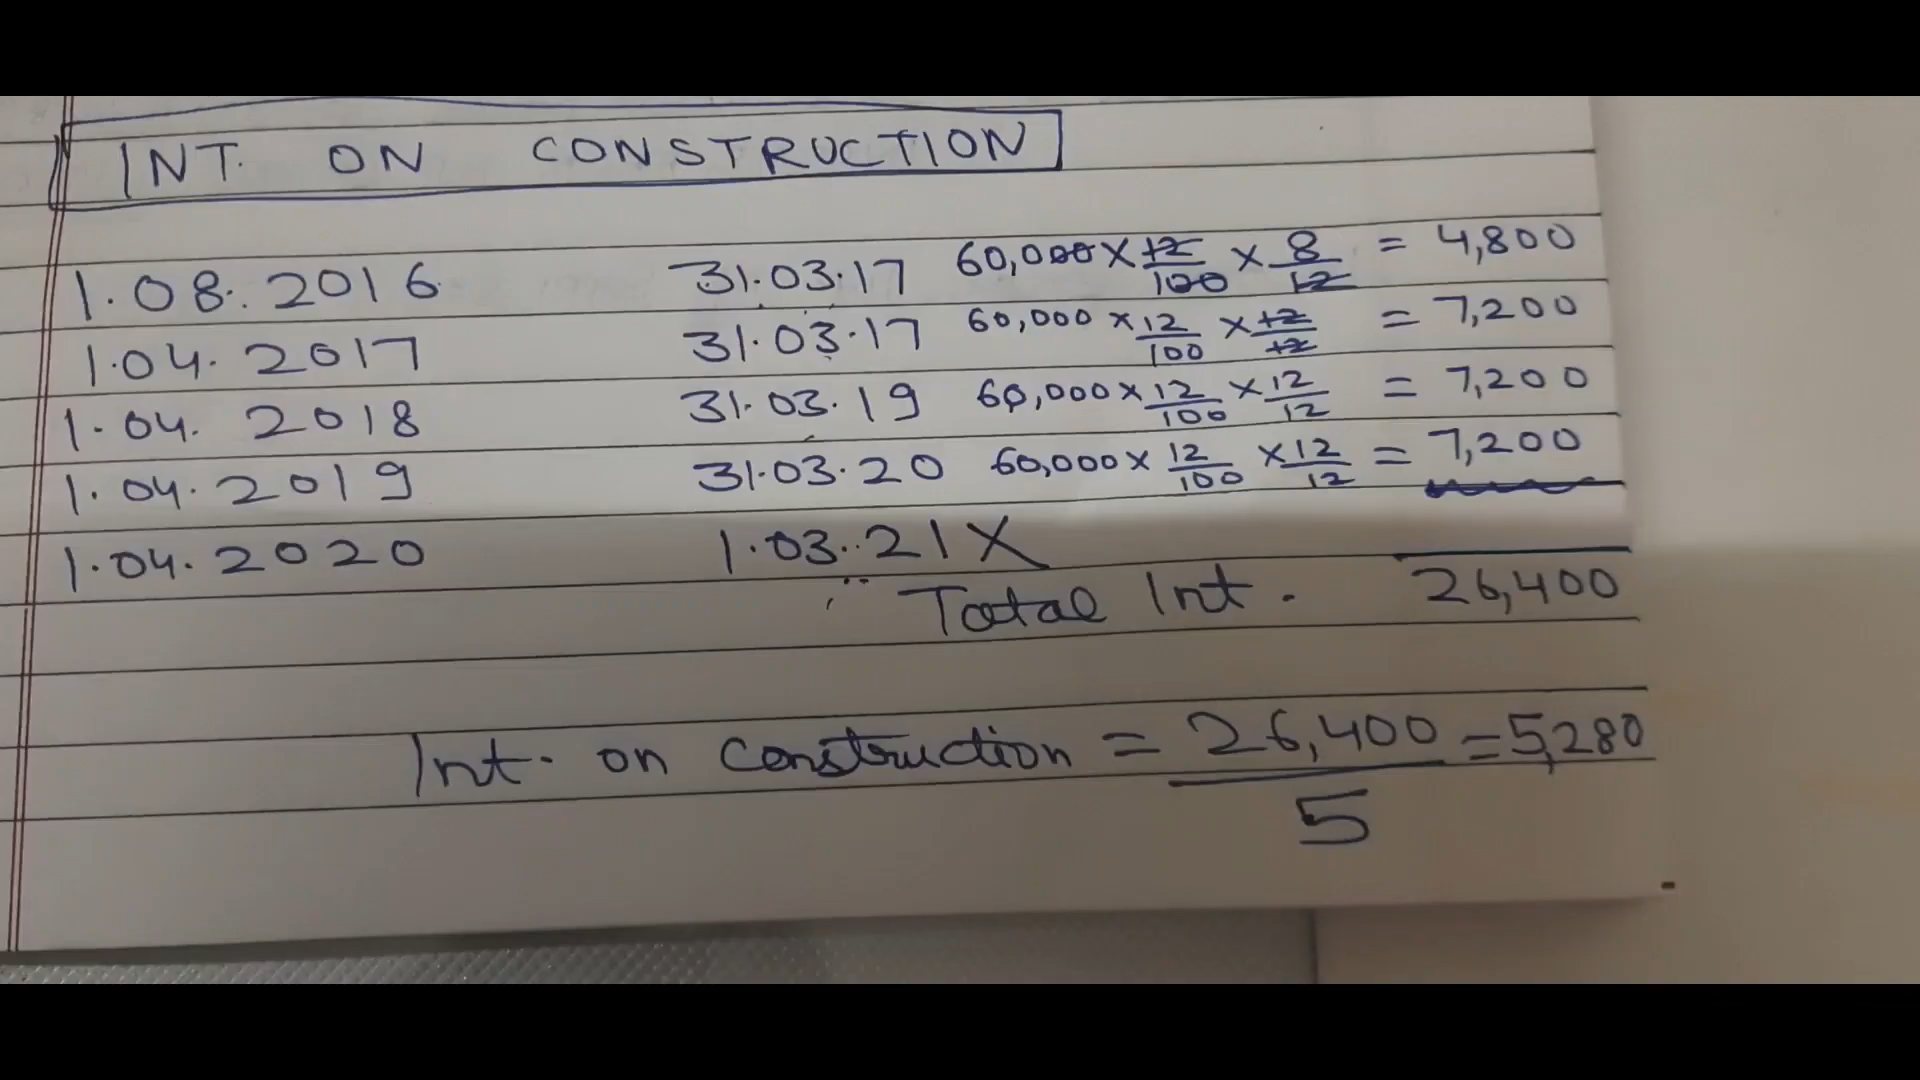 INT. ON CONSTRUCTION
1.08.2016 31.03.17 60,000 × 12/100 × 8/12 = 4,800
1.04.2017 31.03.17 60,000 × 12/100 × 12/12 = 7,200
1.04.2018 31.03.19 60,000 × 12/100 × 12/12 = 7,200
1.04.2019 31.03.20 60,000 × 12/100 × 12/12 = 7,200
1.04.2020 1.03.21 X
Total Int. 26,400
Int. on construction = 26,400/5 = 5,280